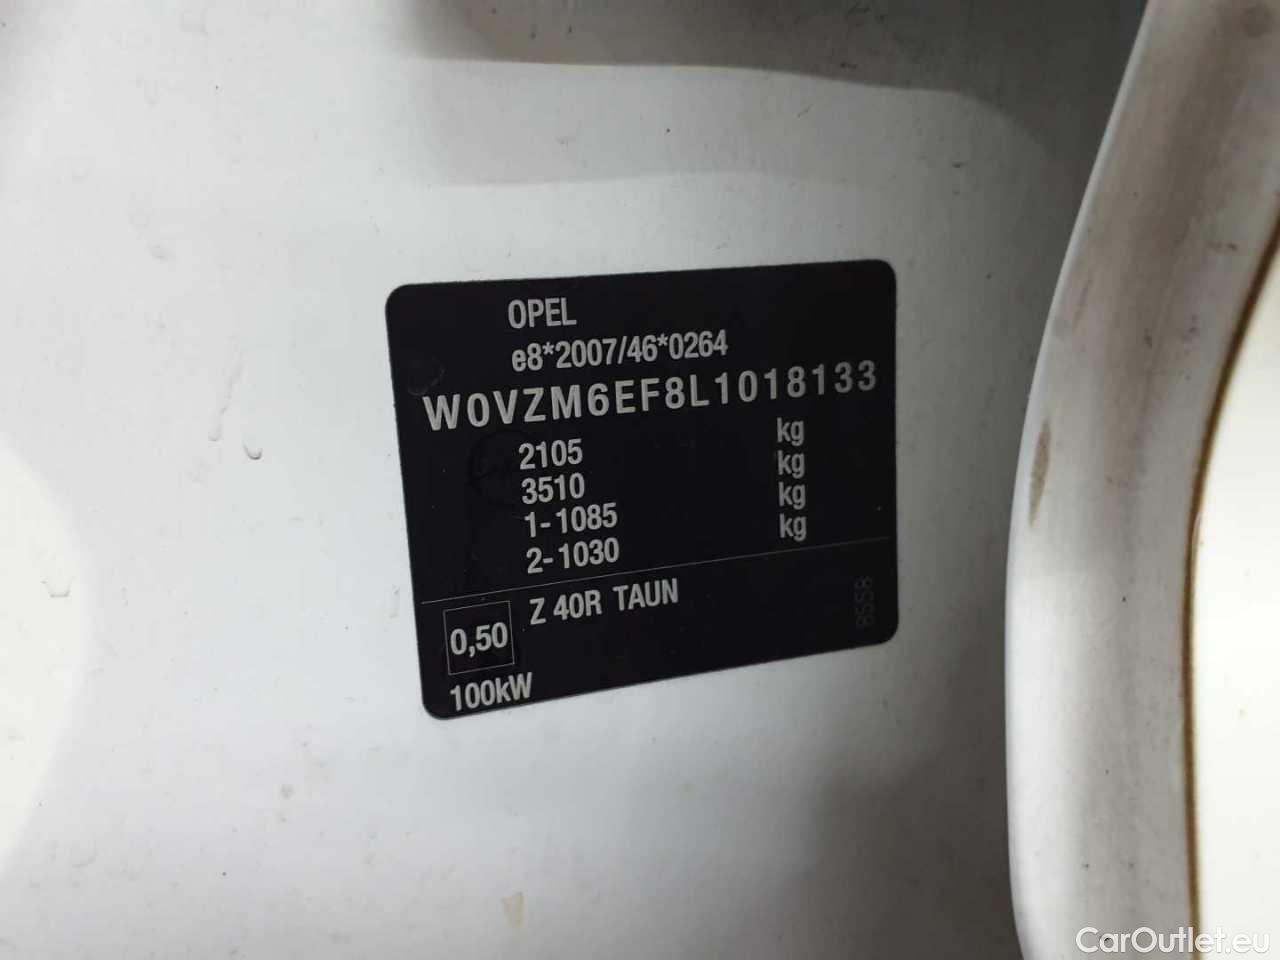 OPEL
e8*2007/46*0264
W0VZM6EF8L1018133
2105 kg
3510 kg
1-1085 kg
2-1030 kg
Z 40R TAUN
0,50
100kW
8558
CarOutlet.eu